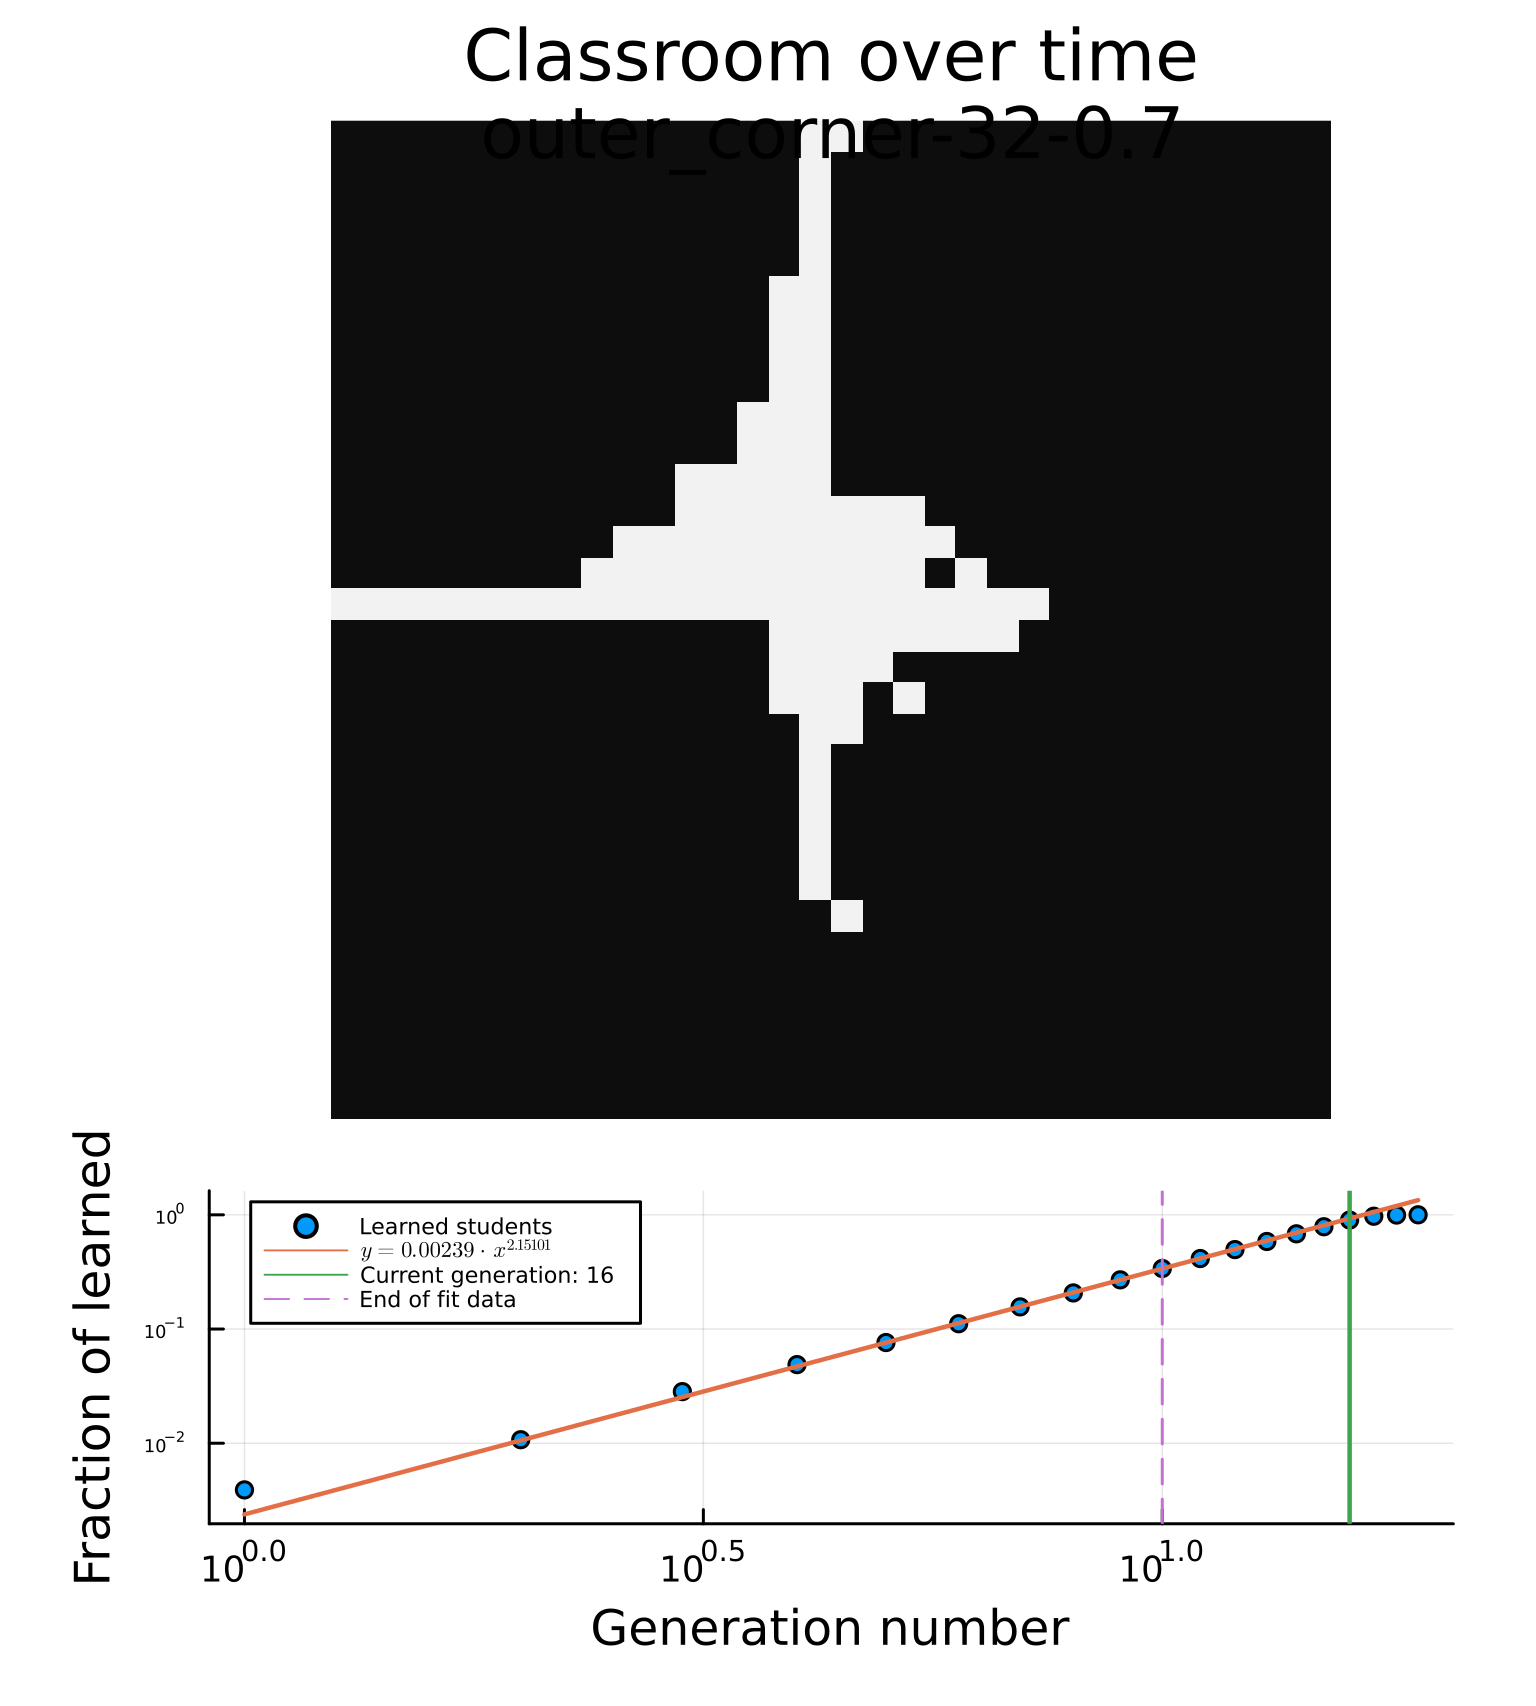 Classroom over time
outer_corner-32-0.7
Fraction of learned
10^0
10^-1
10^-2
Learned students
y = 0.00239 · x^2.15101
Current generation: 16
End of fit data
10^0.0
10^0.5
10^1.0
Generation number